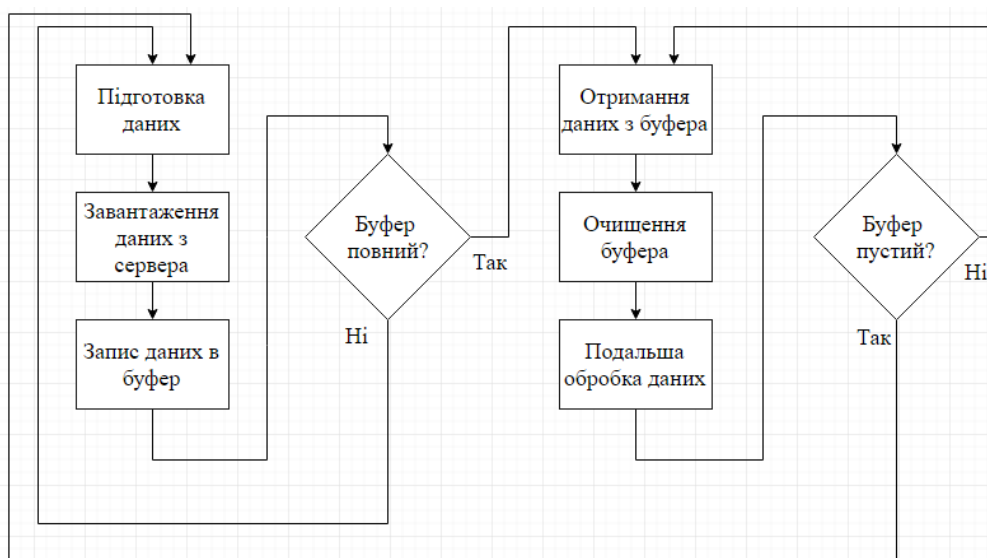 Підготовка
даних
Завантаження
даних з
сервера
Запис даних в
буфер
Буфер
повний?
Так
Ні
Отримання
даних з буфера
Очищення
буфера
Подальша
обробка даних
Буфер
пустий?
Ні
Так